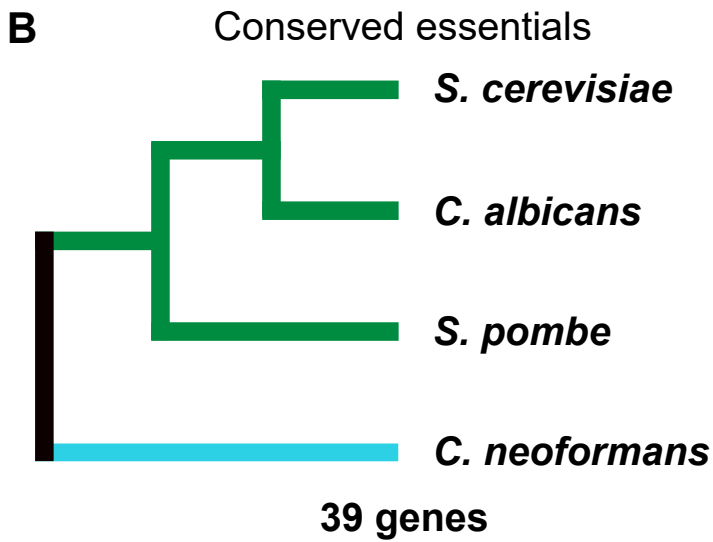 B
Conserved essentials
S. cerevisiae
C. albicans
S. pombe
C. neoformans
39 genes